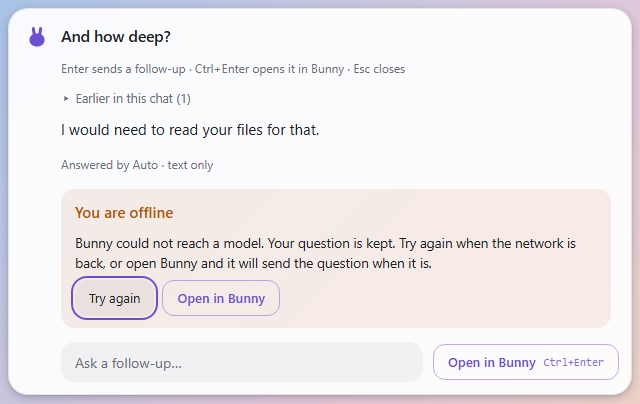 And how deep?
Enter sends a follow-up · Ctrl+Enter opens it in Bunny · Esc closes
▸ Earlier in this chat (1)
I would need to read your files for that.
Answered by Auto · text only
You are offline
Bunny could not reach a model. Your question is kept. Try again when the network is
back, or open Bunny and it will send the question when it is.
Try again Open in Bunny
Ask a follow-up... Open in Bunny Ctrl+Enter